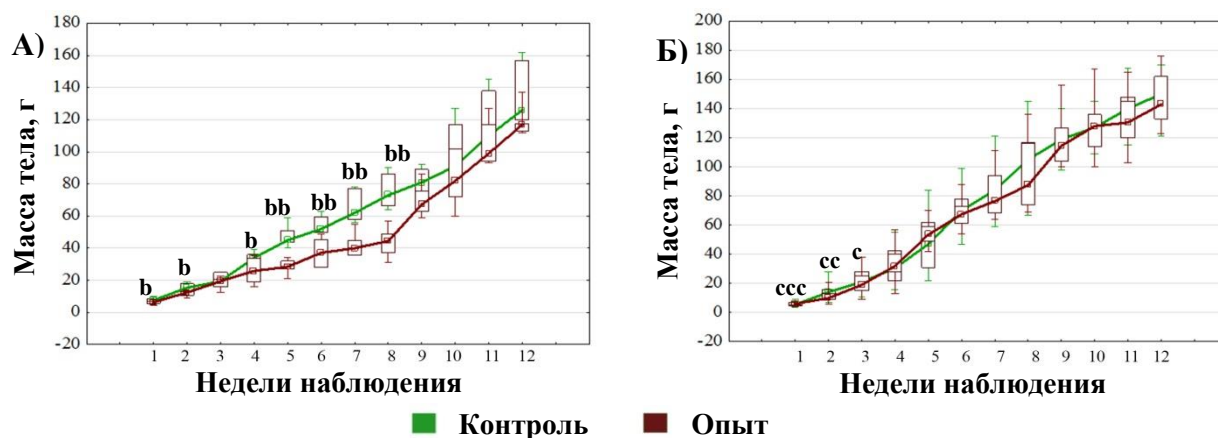 А)
Масса тела, г
180
160
140
120
100
80
60
40
20
0
-20
b
b
b
bb
bb
bb
bb
1 2 3 4 5 6 7 8 9 10 11 12
Недели наблюдения
Б)
Масса тела, г
200
180
160
140
120
100
80
60
40
20
0
-20
ccc
cc
c
1 2 3 4 5 6 7 8 9 10 11 12
Недели наблюдения
Контроль Опыт